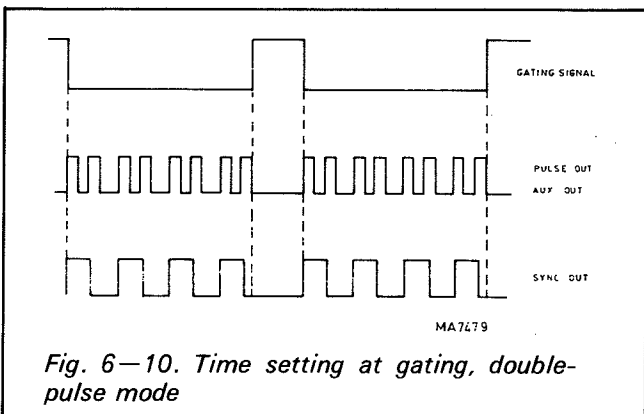 GATING SIGNAL
PULSE OUT
AUX OUT
SYNC OUT
MA7479
Fig. 6—10. Time setting at gating, double-
pulse mode